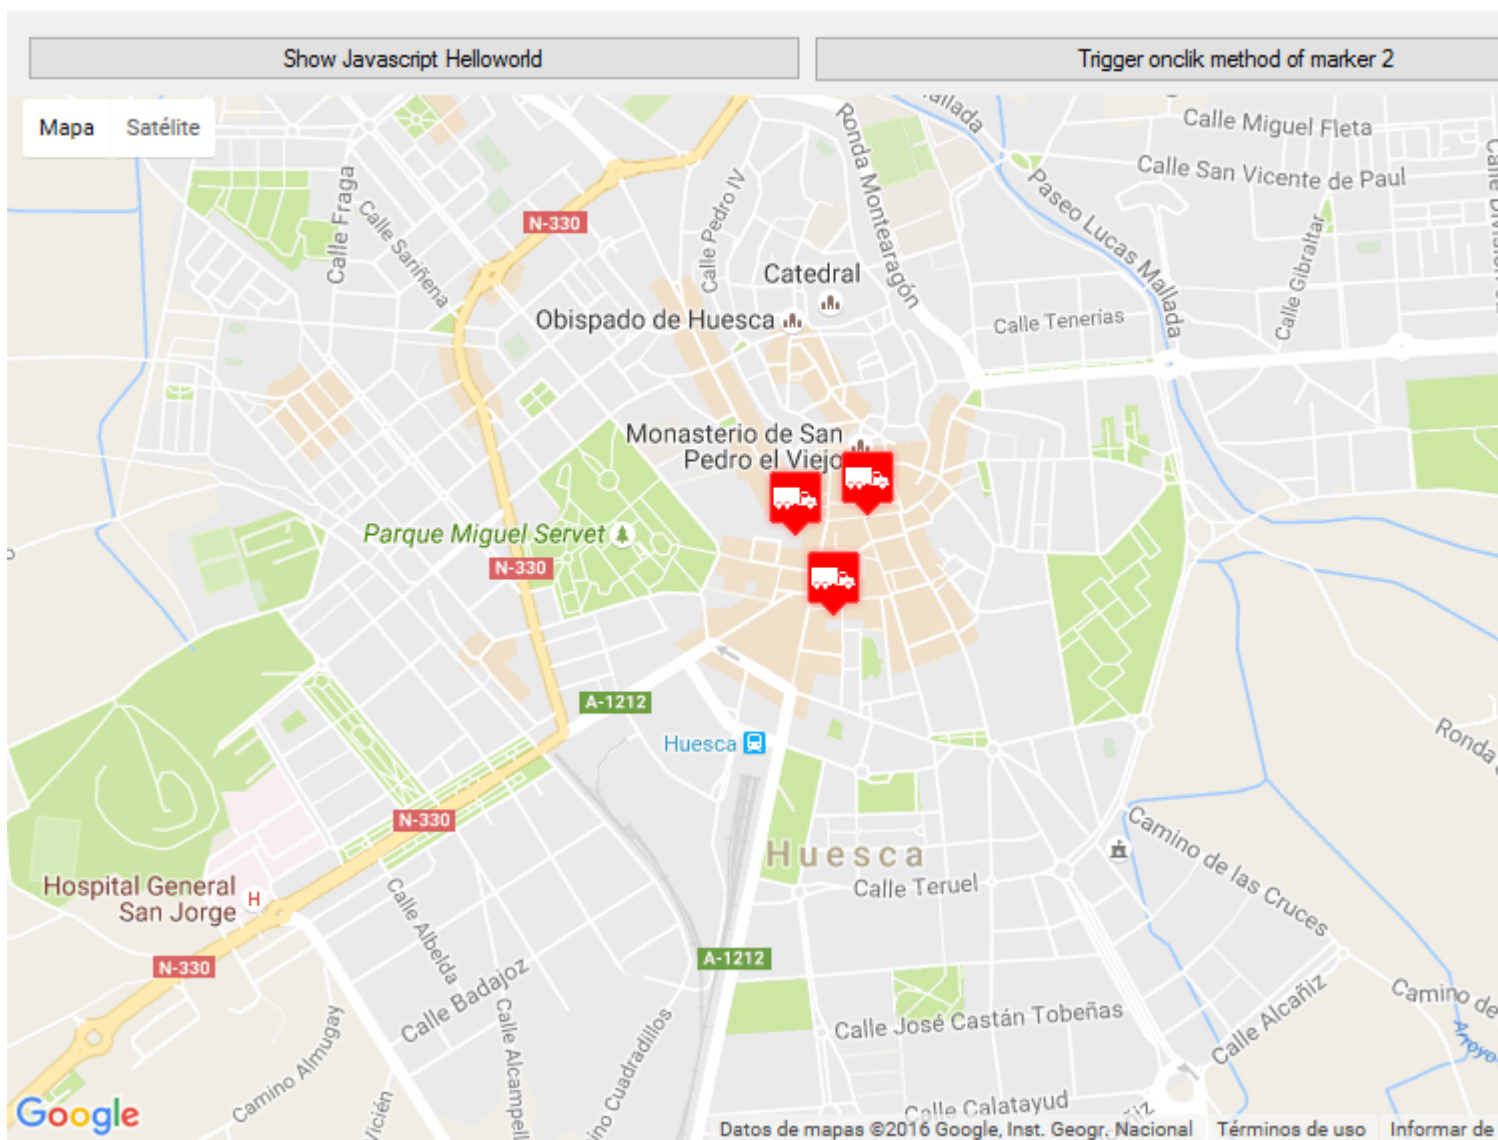 Show Javascript Helloworld
Trigger onclik method of marker 2
Mapa
Satélite
Calle Miguel Fleta
Calle San Vicente de Paul
Ronda Montearagón
Paseo Lucas Mallada
Calle Fraga
Calle Sariñena
N-330
Calle Pedro IV
Calle Gibraltar
Catedral
Obispado de Huesca
Calle Tenerías
Monasterio de San
Pedro el Viejo
Parque Miguel Servet
N-330
A-1212
Huesca
Ronda
N-330
Huesca
Camino de las Cruces
Hospital General
San Jorge
H
Calle Teruel
Calle Albelda
A-1212
N-330
Calle Badajoz
Calle Alcampell
Calle Alcañiz
Camino de
Calle José Castán Tobeñas
Arroyo
Camino Almugay
Cuadradillos
Calle Calatayud
Google
Datos de mapas ©2016 Google, Inst. Geogr. Nacional
Términos de uso
Informar de